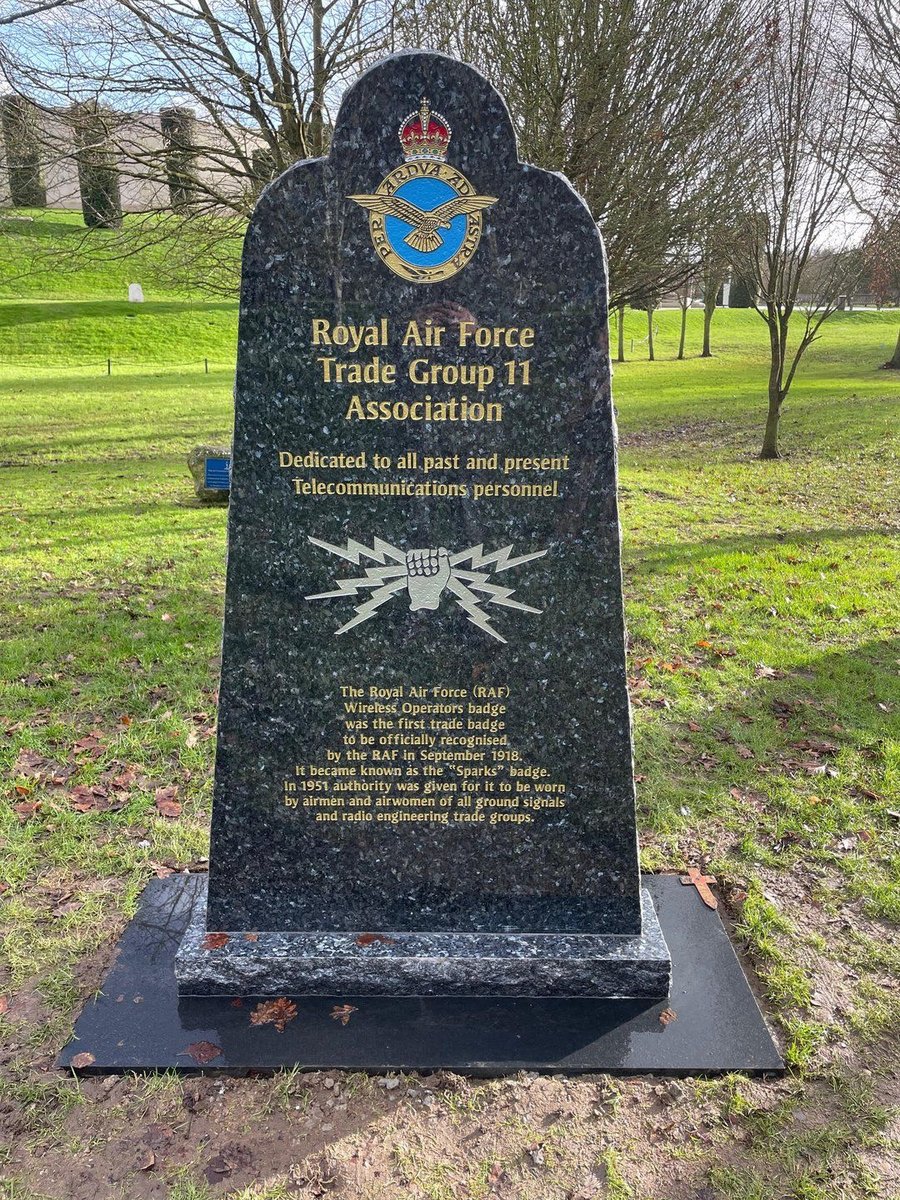 PER ARDVA AD ASTRA
Royal Air Force
Trade Group 11
Association
Dedicated to all past and present
Telecommunications personnel
The Royal Air Force (RAF)
Wireless Operators badge
was the first trade badge
to be officially recognised
by the RAF in September 1918.
It became known as the "Sparks" badge.
In 1951 authority was given for it to be worn
by airmen and airwomen of all ground signals
and radio engineering trade groups.